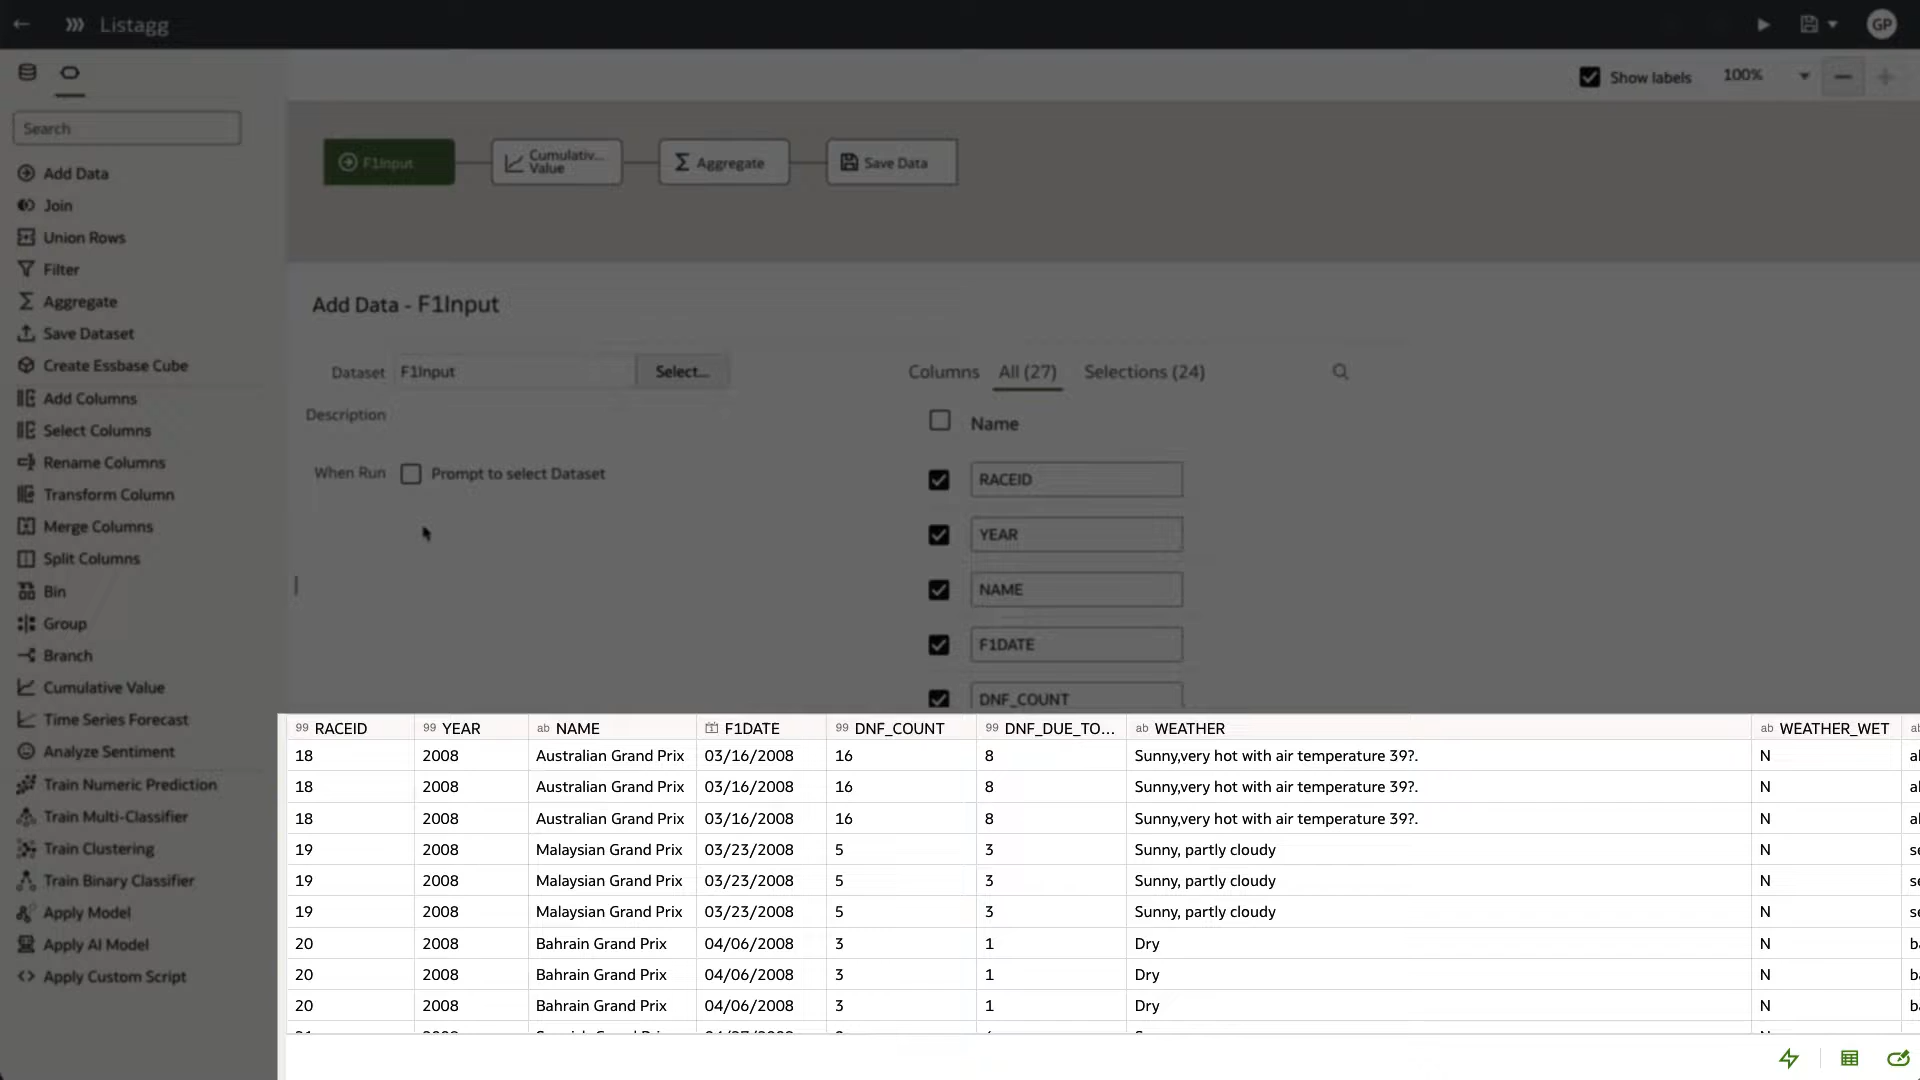 Listagg
GP
Show labels
100%
Search
Add Data
Join
Union Rows
Filter
Aggregate
Save Dataset
Create Essbase Cube
Add Columns
Select Columns
Rename Columns
Transform Column
Merge Columns
Split Columns
Bin
Group
Branch
Cumulative Value
Time Series Forecast
Analyze Sentiment
Train Numeric Prediction
Train Multi-Classifier
Train Clustering
Train Binary Classifier
Apply Model
Apply AI Model
Apply Custom Script
F1Input
Cumulativ...
Value
Aggregate
Save Data
Add Data - F1Input
Dataset F1Input Select...
Description
When Run Prompt to select Dataset
Columns All (27) Selections (24)
Name
RACEID
YEAR
NAME
F1DATE
DNF_COUNT
99 RACEID 99 YEAR ab NAME F1DATE 99 DNF_COUNT 99 DNF_DUE_TO... ab WEATHER ab WEATHER_WET ab
18 2008 Australian Grand Prix 03/16/2008 16 8 Sunny,very hot with air temperature 39?. N
18 2008 Australian Grand Prix 03/16/2008 16 8 Sunny,very hot with air temperature 39?. N
18 2008 Australian Grand Prix 03/16/2008 16 8 Sunny,very hot with air temperature 39?. N
19 2008 Malaysian Grand Prix 03/23/2008 5 3 Sunny, partly cloudy N
19 2008 Malaysian Grand Prix 03/23/2008 5 3 Sunny, partly cloudy N
19 2008 Malaysian Grand Prix 03/23/2008 5 3 Sunny, partly cloudy N
20 2008 Bahrain Grand Prix 04/06/2008 3 1 Dry N
20 2008 Bahrain Grand Prix 04/06/2008 3 1 Dry N
20 2008 Bahrain Grand Prix 04/06/2008 3 1 Dry N